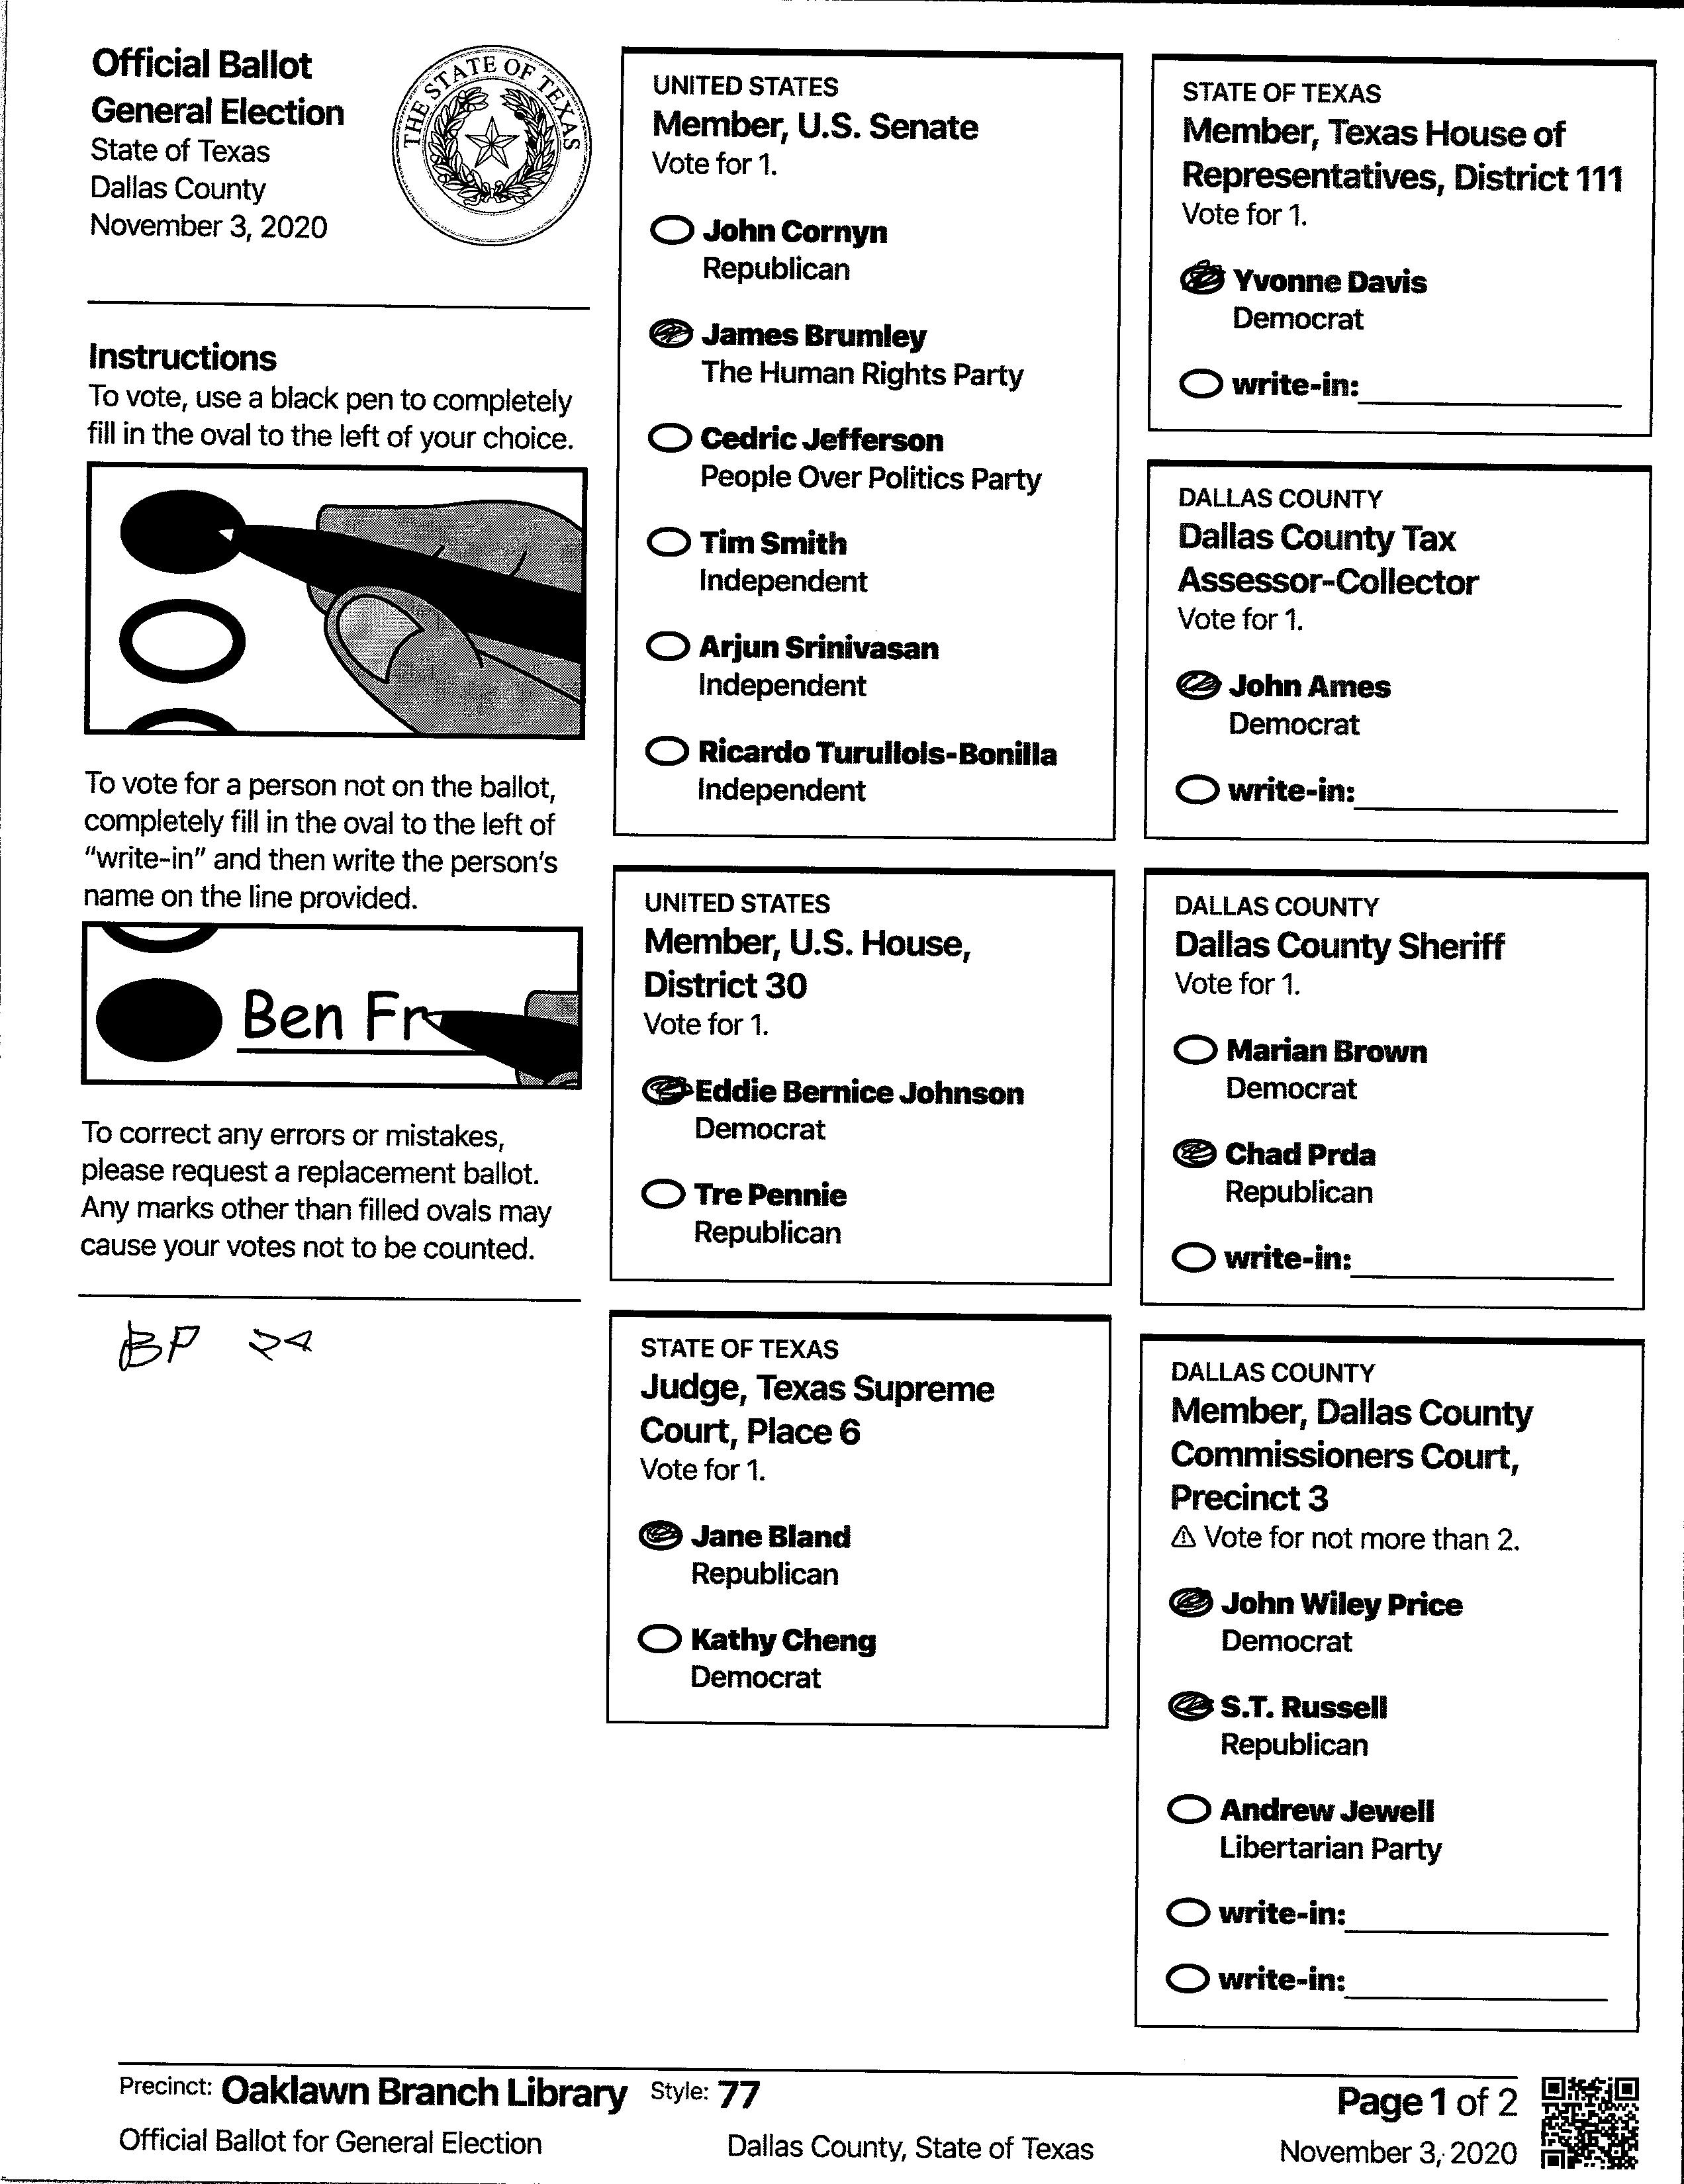 Official Ballot
General Election
State of Texas
Dallas County
November 3, 2020
THE STATE OF TEXAS
Instructions
To vote, use a black pen to completely
fill in the oval to the left of your choice.
To vote for a person not on the ballot,
completely fill in the oval to the left of
"write-in" and then write the person's
name on the line provided.
Ben Fr
To correct any errors or mistakes,
please request a replacement ballot.
Any marks other than filled ovals may
cause your votes not to be counted.
BP 24
UNITED STATES
Member, U.S. Senate
Vote for 1.
John Cornyn
Republican
James Brumley
The Human Rights Party
Cedric Jefferson
People Over Politics Party
Tim Smith
Independent
Arjun Srinivasan
Independent
Ricardo Turullols-Bonilla
Independent
UNITED STATES
Member, U.S. House,
District 30
Vote for 1.
Eddie Bernice Johnson
Democrat
Tre Pennie
Republican
STATE OF TEXAS
Judge, Texas Supreme
Court, Place 6
Vote for 1.
Jane Bland
Republican
Kathy Cheng
Democrat
STATE OF TEXAS
Member, Texas House of
Representatives, District 111
Vote for 1.
Yvonne Davis
Democrat
write-in:
DALLAS COUNTY
Dallas County Tax
Assessor-Collector
Vote for 1.
John Ames
Democrat
write-in:
DALLAS COUNTY
Dallas County Sheriff
Vote for 1.
Marian Brown
Democrat
Chad Prda
Republican
write-in:
DALLAS COUNTY
Member, Dallas County
Commissioners Court,
Precinct 3
⚠ Vote for not more than 2.
John Wiley Price
Democrat
S.T. Russell
Republican
Andrew Jewell
Libertarian Party
write-in:
write-in:
Precinct: Oaklawn Branch Library Style: 77
Page 1 of 2
Official Ballot for General Election
Dallas County, State of Texas
November 3, 2020